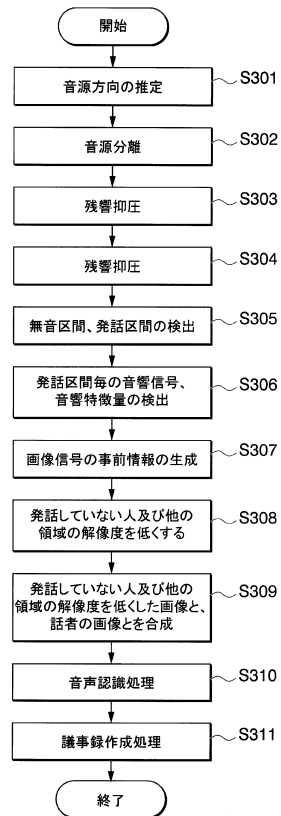 開始
音源方向の推定
S301
音源分離
S302
残響抑圧
S303
残響抑圧
S304
無音区間、発話区間の検出
S305
発話区間毎の音響信号、
音響特徴量の検出
S306
画像信号の事前情報の生成
S307
発話していない人及び他の
領域の解像度を低くする
S308
発話していない人及び他の
領域の解像度を低くした画像と、
話者の画像とを合成
S309
音声認識処理
S310
議事録作成処理
S311
終了